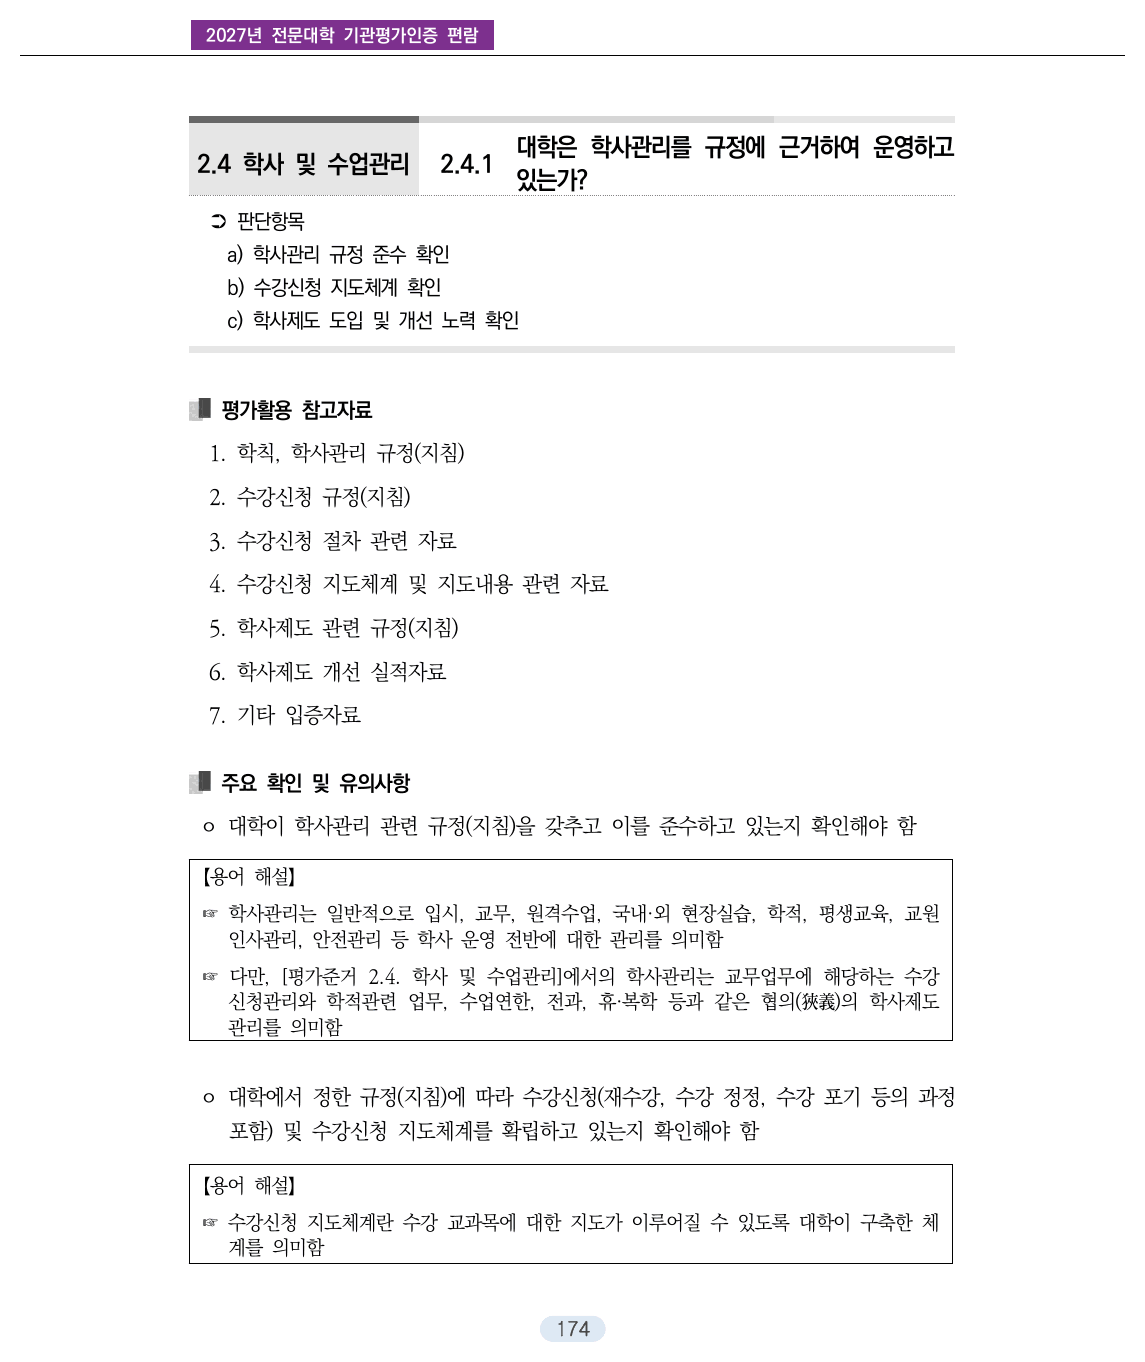 2027년 전문대학 기관평가인증 편람
2.4 학사 및 수업관리
2.4.1
대학은 학사관리를 규정에 근거하여 운영하고
있는가?
➲ 판단항목
a) 학사관리 규정 준수 확인
b) 수강신청 지도체계 확인
c) 학사제도 도입 및 개선 노력 확인
평가활용 참고자료
1. 학칙, 학사관리 규정(지침)
2. 수강신청 규정(지침)
3. 수강신청 절차 관련 자료
4. 수강신청 지도체계 및 지도내용 관련 자료
5. 학사제도 관련 규정(지침)
6. 학사제도 개선 실적자료
7. 기타 입증자료
주요 확인 및 유의사항
ㅇ 대학이 학사관리 관련 규정(지침)을 갖추고 이를 준수하고 있는지 확인해야 함
【용어 해설】
☞ 학사관리는 일반적으로 입시, 교무, 원격수업, 국내·외 현장실습, 학적, 평생교육, 교원
인사관리, 안전관리 등 학사 운영 전반에 대한 관리를 의미함
☞ 다만, [평가준거 2.4. 학사 및 수업관리]에서의 학사관리는 교무업무에 해당하는 수강
신청관리와 학적관련 업무, 수업연한, 전과, 휴·복학 등과 같은 협의(狹義)의 학사제도
관리를 의미함
ㅇ 대학에서 정한 규정(지침)에 따라 수강신청(재수강, 수강 정정, 수강 포기 등의 과정
포함) 및 수강신청 지도체계를 확립하고 있는지 확인해야 함
【용어 해설】
☞ 수강신청 지도체계란 수강 교과목에 대한 지도가 이루어질 수 있도록 대학이 구축한 체
계를 의미함
174